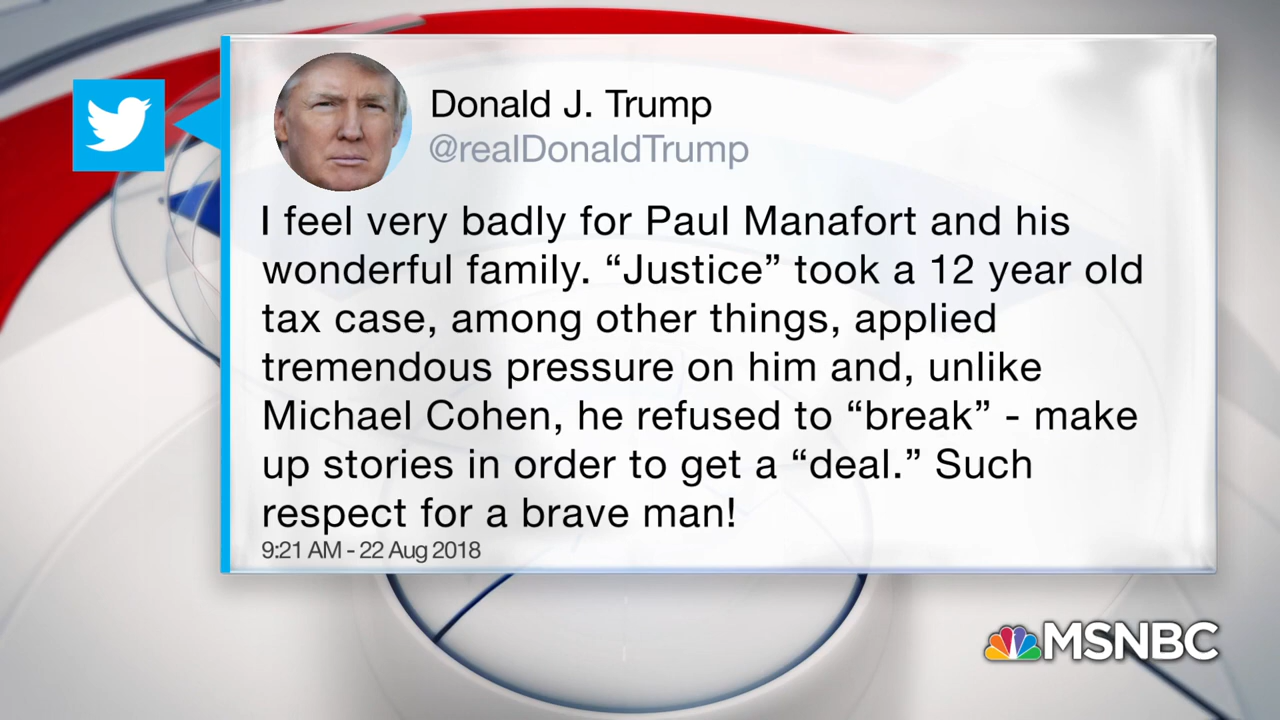 Donald J. Trump
@realDonaldTrump
I feel very badly for Paul Manafort and his
wonderful family. “Justice” took a 12 year old
tax case, among other things, applied
tremendous pressure on him and, unlike
Michael Cohen, he refused to “break” - make
up stories in order to get a “deal.” Such
respect for a brave man!
9:21 AM - 22 Aug 2018
MSNBC